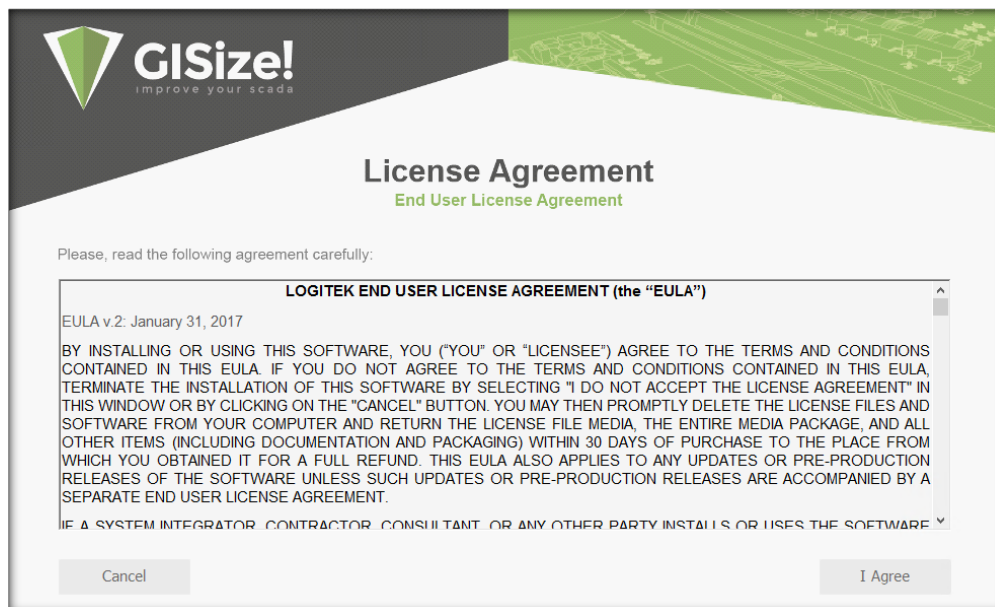 GISize!
improve your scada
License Agreement
End User License Agreement
Please, read the following agreement carefully:
LOGITEK END USER LICENSE AGREEMENT (the “EULA”)
EULA v.2: January 31, 2017
BY INSTALLING OR USING THIS SOFTWARE, YOU (“YOU” OR “LICENSEE”) AGREE TO THE TERMS AND CONDITIONS
CONTAINED IN THIS EULA. IF YOU DO NOT AGREE TO THE TERMS AND CONDITIONS CONTAINED IN THIS EULA,
TERMINATE THE INSTALLATION OF THIS SOFTWARE BY SELECTING "I DO NOT ACCEPT THE LICENSE AGREEMENT" IN
THIS WINDOW OR BY CLICKING ON THE "CANCEL" BUTTON. YOU MAY THEN PROMPTLY DELETE THE LICENSE FILES AND
SOFTWARE FROM YOUR COMPUTER AND RETURN THE LICENSE FILE MEDIA, THE ENTIRE MEDIA PACKAGE, AND ALL
OTHER ITEMS (INCLUDING DOCUMENTATION AND PACKAGING) WITHIN 30 DAYS OF PURCHASE TO THE PLACE FROM
WHICH YOU OBTAINED IT FOR A FULL REFUND. THIS EULA ALSO APPLIES TO ANY UPDATES OR PRE-PRODUCTION
RELEASES OF THE SOFTWARE UNLESS SUCH UPDATES OR PRE-PRODUCTION RELEASES ARE ACCOMPANIED BY A
SEPARATE END USER LICENSE AGREEMENT.
IF A SYSTEM INTEGRATOR, CONTRACTOR, CONSULTANT, OR ANY OTHER PARTY INSTALLS OR USES THE SOFTWARE
Cancel
I Agree